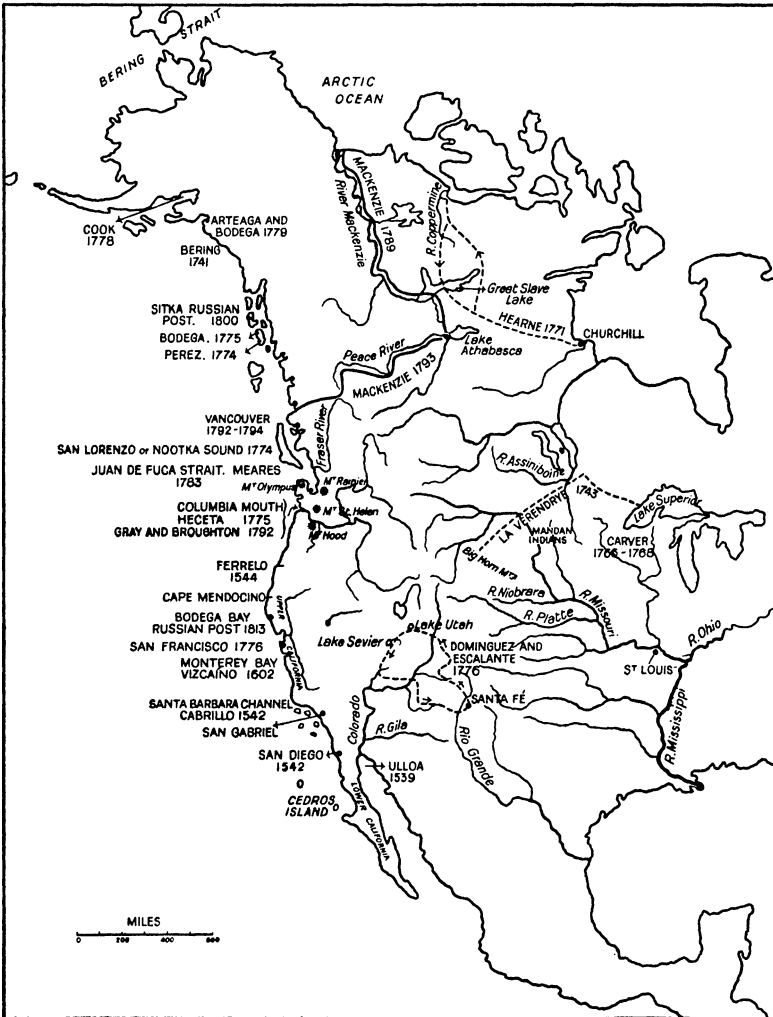 BERING STRAIT
ARCTIC
OCEAN
MACKENZIE 1789
River Mackenzie
R. Coppermine
COOK
1778
ARTEAGA AND
BODEGA 1779
BERING
1741
Great Slave
Lake
HEARNE 1771
CHURCHILL
SITKA RUSSIAN
POST. 1800
BODEGA. 1775
PEREZ. 1774
Peace River
Lake
Athabasca
MACKENZIE 1793
VANCOUVER
1792-1794
Fraser River
SAN LORENZO or NOOTKA SOUND 1774
R. Assiniboine
JUAN DE FUCA STRAIT. MEARES
1783
Mt Olympus
Mt Rainier
LA VERENDRYE 1743
Lake Superior
COLUMBIA MOUTH
HECETA 1775
GRAY AND BROUGHTON 1792
Mt St. Helen
Mt Hood
MANDAN
INDIANS
CARVER
1766-1768
Big Horn Mts
FERRELO
1544
CAPE MENDOCINO
R. Niobrara
R. Platte
R. Missouri
UPPER CALIFORNIA
BODEGA BAY
RUSSIAN POST 1813
Lake Utah
Lake Sevier
R. Ohio
SAN FRANCISCO 1776
MONTEREY BAY
VIZCAINO 1602
DOMINGUEZ AND
ESCALANTE
1776
ST LOUIS
SANTA BARBARA CHANNEL
CABRILLO 1542
SAN GABRIEL
SANTA FÉ
Colorado
R. Gila
Rio Grande
R. Mississippi
SAN DIEGO
1542
ULLOA
1539
CEDROS
ISLAND
LOWER CALIFORNIA
MILES
0 200 400 600